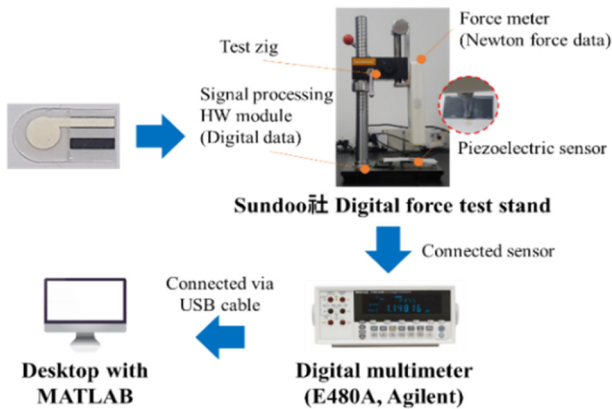 Force meter
(Newton force data)
Test zig
Signal processing
HW module
(Digital data)
Piezoelectric sensor
Sundoo社 Digital force test stand
Connected sensor
Connected via
USB cable
1.14816
Desktop with
MATLAB
Digital multimeter
(E480A, Agilent)